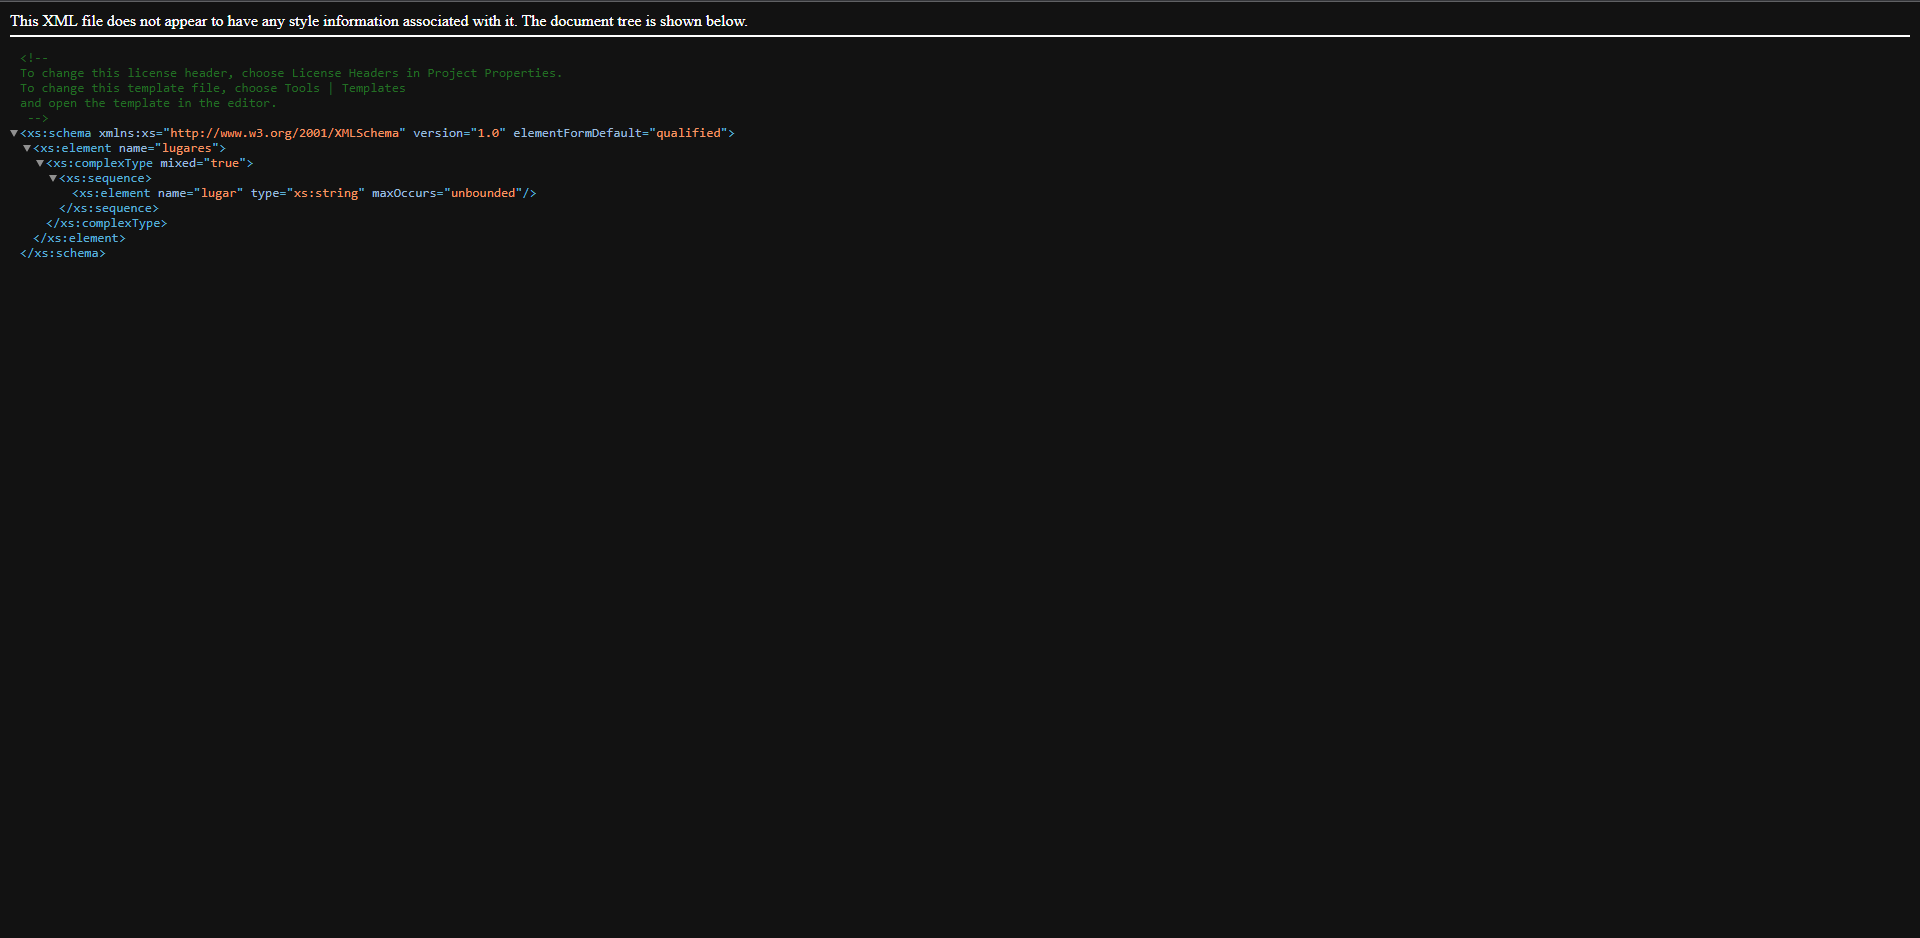 This XML file does not appear to have any style information associated with it. The document tree is shown below.
<!--
To change this license header, choose License Headers in Project Properties.
To change this template file, choose Tools | Templates
and open the template in the editor.
-->
▼<xs:schema xmlns:xs="http://www.w3.org/2001/XMLSchema" version="1.0" elementFormDefault="qualified">
▼<xs:element name="lugares">
▼<xs:complexType mixed="true">
▼<xs:sequence>
<xs:element name="lugar" type="xs:string" maxOccurs="unbounded"/>
</xs:sequence>
</xs:complexType>
</xs:element>
</xs:schema>